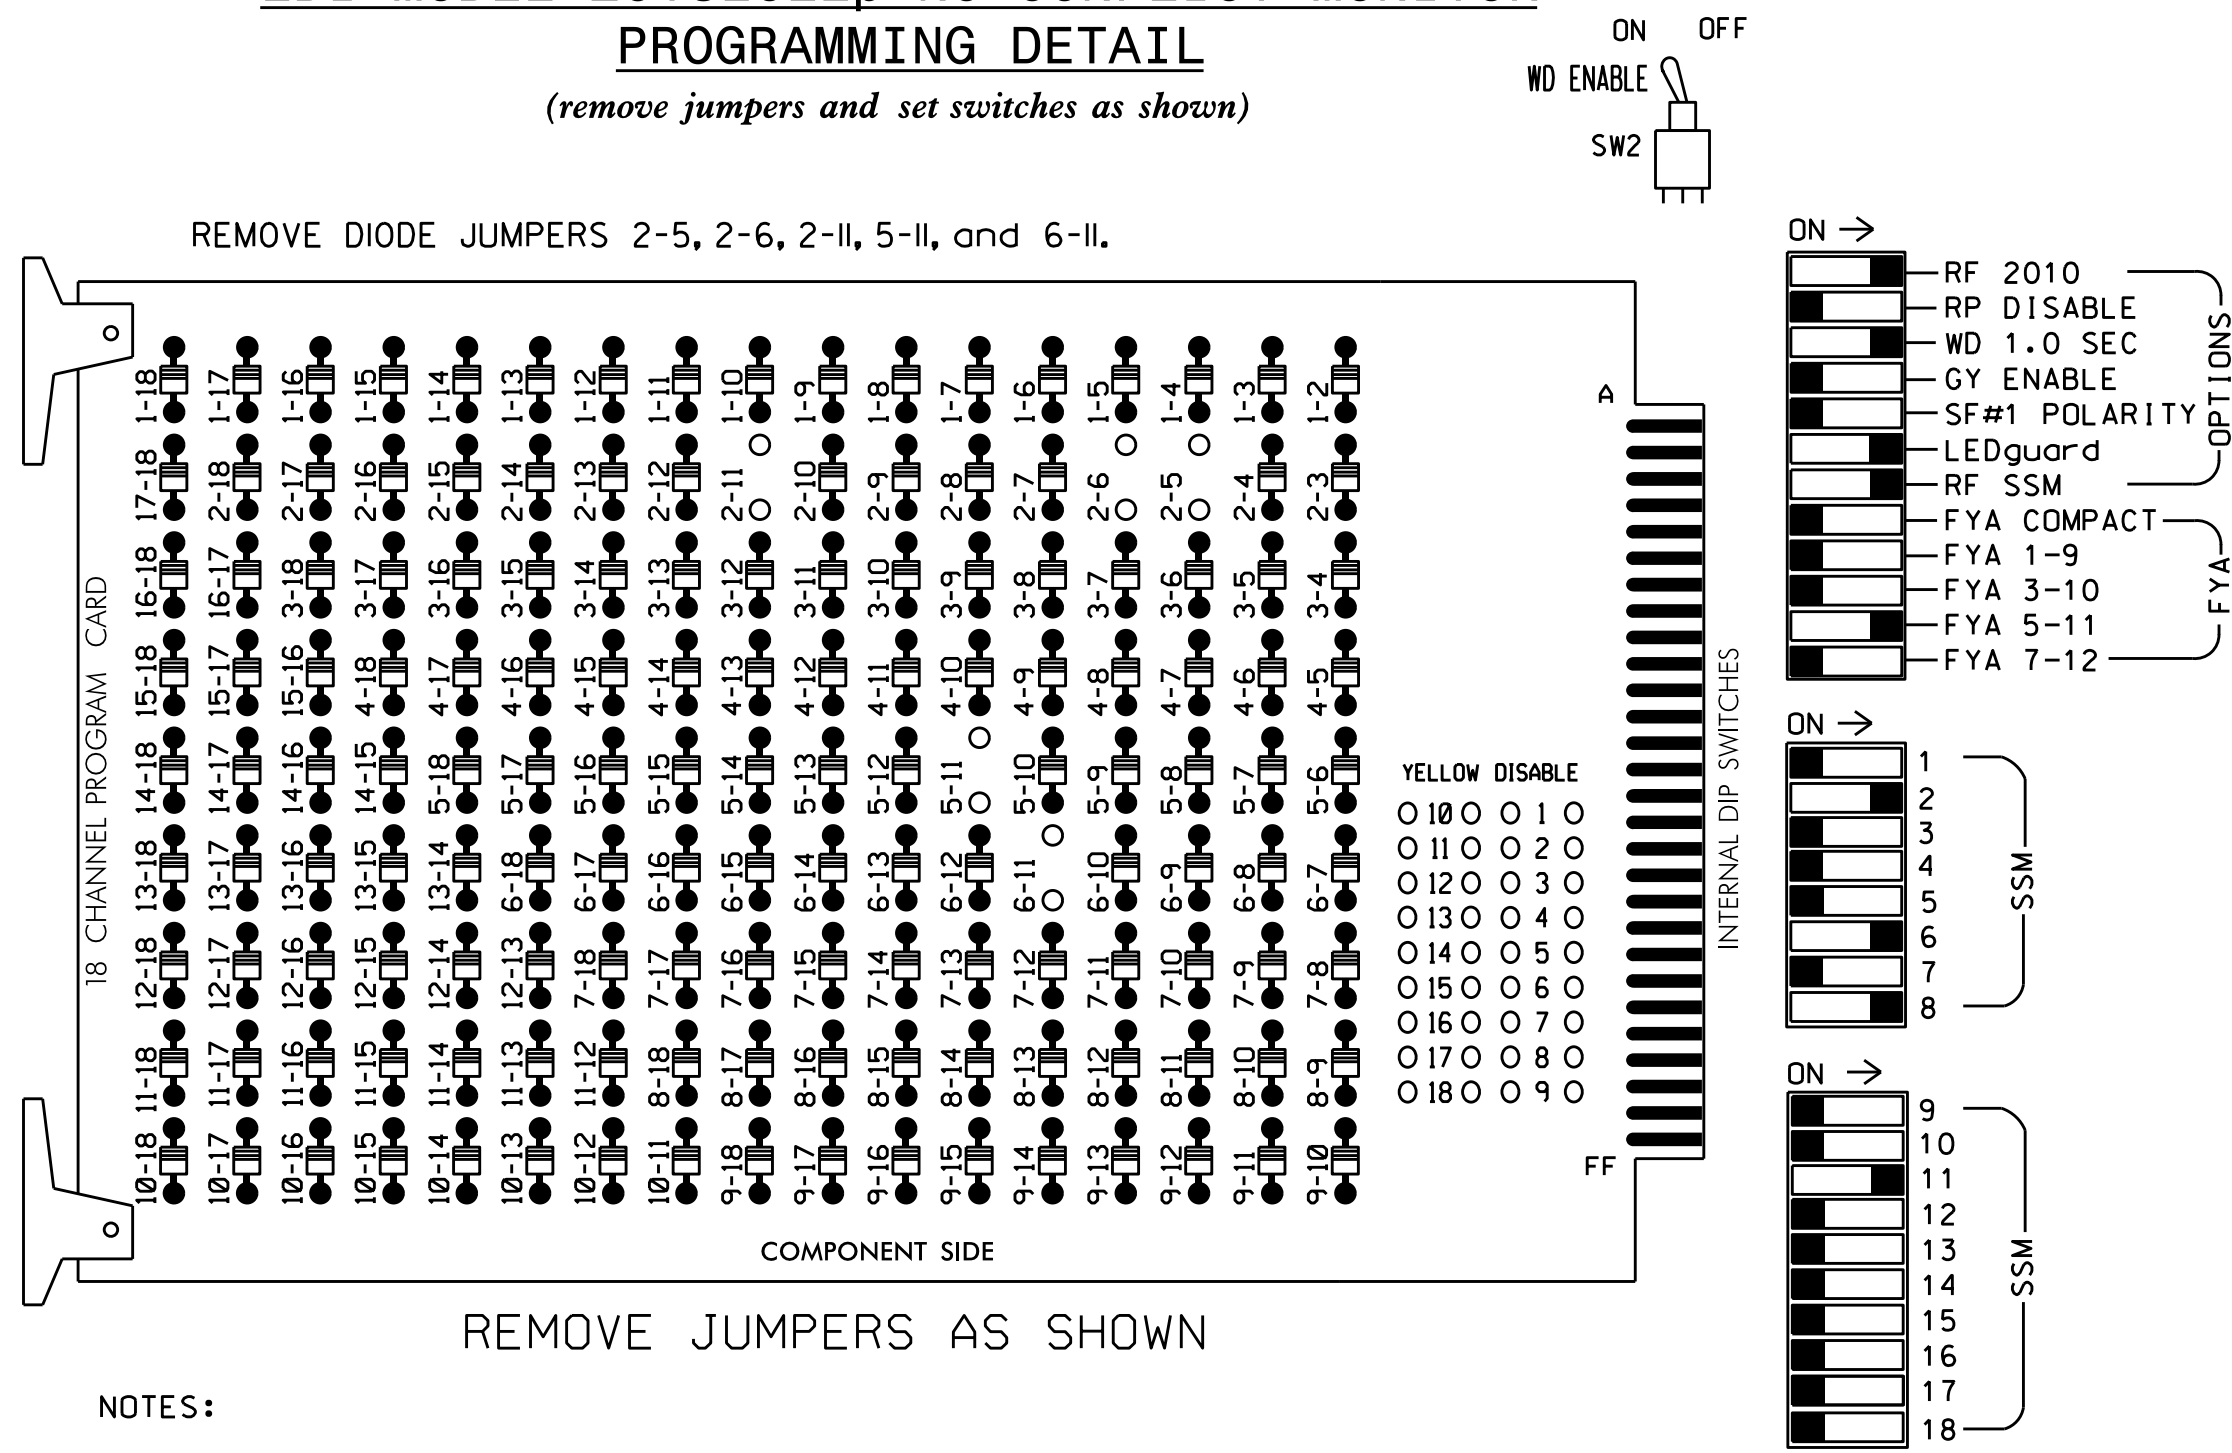 PROGRAMMING DETAIL
(remove jumpers and set switches as shown)
ON OFF
WD ENABLE
SW2
REMOVE DIODE JUMPERS 2-5, 2-6, 2-11, 5-11, and 6-11.
18 CHANNEL PROGRAM CARD
1-18 1-17 1-16 1-15 1-14 1-13 1-12 1-11 1-10 1-9 1-8 1-7 1-6 1-5 1-4 1-3 1-2
17-18 2-18 2-17 2-16 2-15 2-14 2-13 2-12 2-11 2-10 2-9 2-8 2-7 2-6 2-5 2-4 2-3
16-18 16-17 3-18 3-17 3-16 3-15 3-14 3-13 3-12 3-11 3-10 3-9 3-8 3-7 3-6 3-5 3-4
15-18 15-17 15-16 4-18 4-17 4-16 4-15 4-14 4-13 4-12 4-11 4-10 4-9 4-8 4-7 4-6 4-5
14-18 14-17 14-16 14-15 5-18 5-17 5-16 5-15 5-14 5-13 5-12 5-11 5-10 5-9 5-8 5-7 5-6
13-18 13-17 13-16 13-15 13-14 6-18 6-17 6-16 6-15 6-14 6-13 6-12 6-11 6-10 6-9 6-8 6-7
12-18 12-17 12-16 12-15 12-14 12-13 7-18 7-17 7-16 7-15 7-14 7-13 7-12 7-11 7-10 7-9 7-8
11-18 11-17 11-16 11-15 11-14 11-13 11-12 8-18 8-17 8-16 8-15 8-14 8-13 8-12 8-11 8-10 8-9
10-18 10-17 10-16 10-15 10-14 10-13 10-12 10-11 9-18 9-17 9-16 9-15 9-14 9-13 9-12 9-11 9-10
YELLOW DISABLE
10 1
11 2
12 3
13 4
14 5
15 6
16 7
17 8
18 9
A
FF
COMPONENT SIDE
INTERNAL DIP SWITCHES
ON →
RF 2010
RP DISABLE
WD 1.0 SEC
GY ENABLE
SF#1 POLARITY
LEDguard
RF SSM
OPTIONS
FYA COMPACT
FYA 1-9
FYA 3-10
FYA 5-11
FYA 7-12
FYA
ON →
1
2
3
4
5
6
7
8
SSM
ON →
9
10
11
12
13
14
15
16
17
18
SSM
REMOVE JUMPERS AS SHOWN
NOTES: